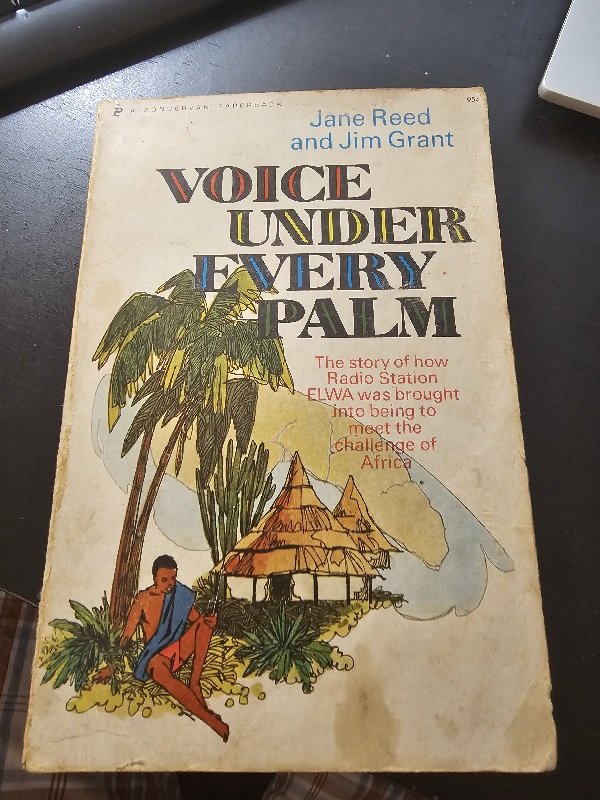 A ZONDERVAN PAPERBACK
95¢
Jane Reed
and Jim Grant
VOICE
UNDER
EVERY
PALM
The story of how
Radio Station
ELWA was brought
into being to
meet the
challenge of
Africa